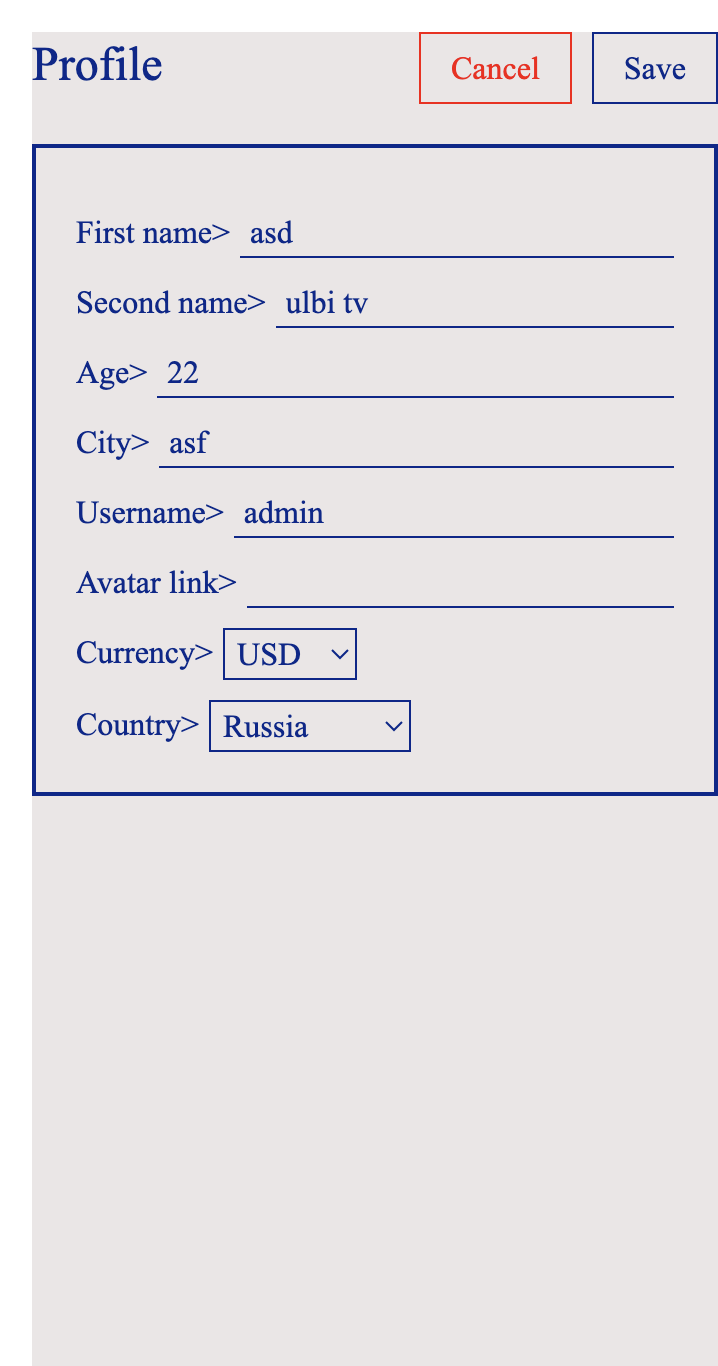 Profile Cancel Save
First name> asd
Second name> ulbi tv
Age> 22
City> asf
Username> admin
Avatar link>
Currency> USD
Country> Russia